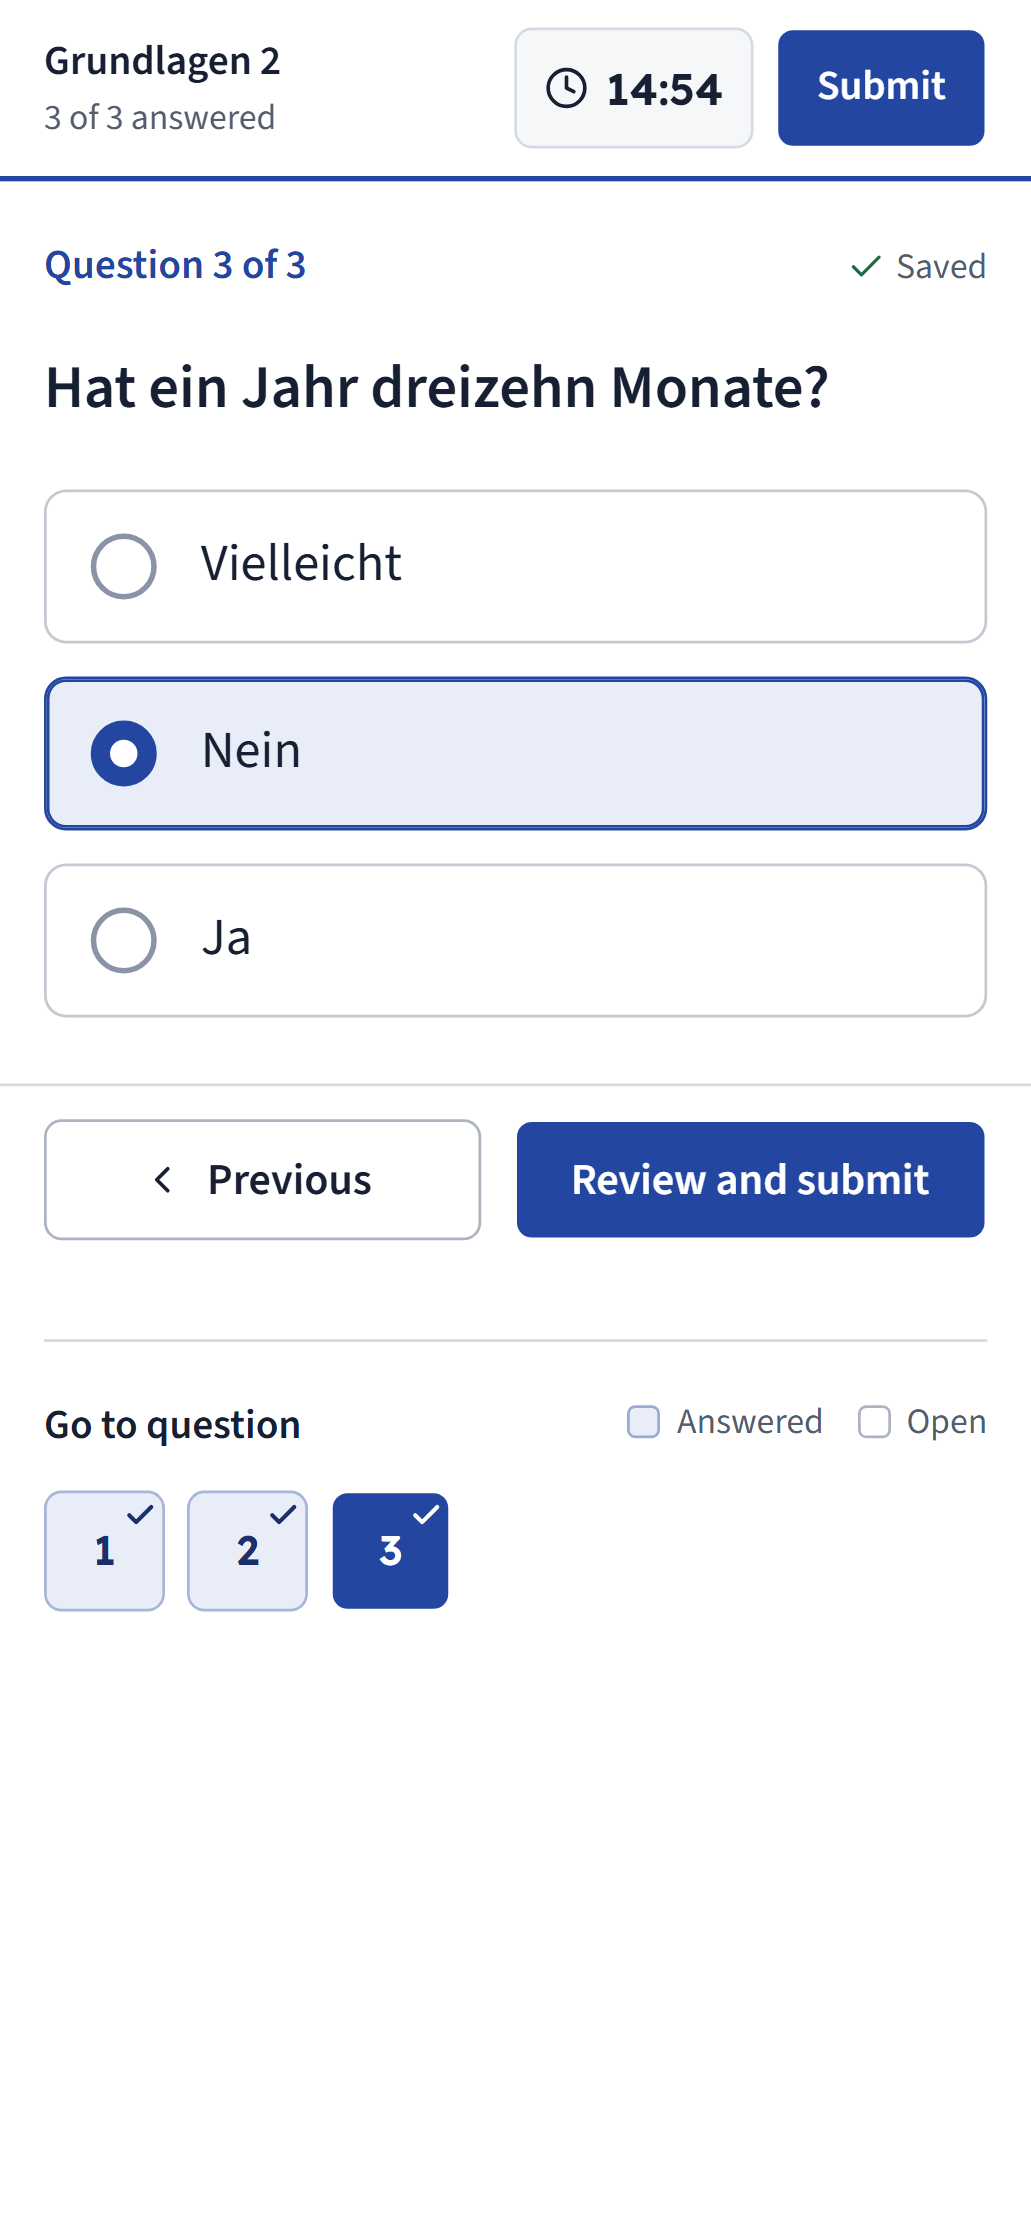 Grundlagen 2
3 of 3 answered
14:54
Submit
Question 3 of 3
Saved
Hat ein Jahr dreizehn Monate?
Vielleicht
Nein
Ja
Previous
Review and submit
Go to question
Answered
Open
1
2
3